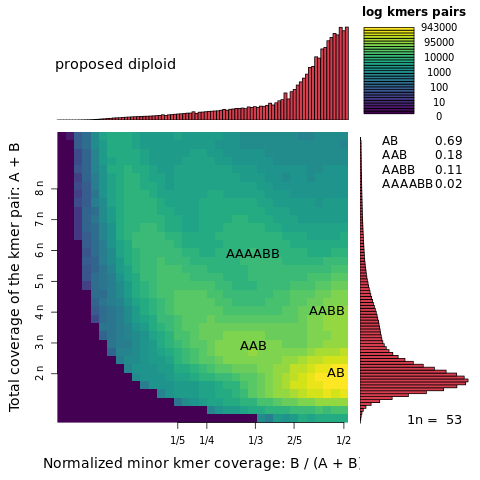 log kmers pairs
943000
95000
10000
1000
100
10
0
proposed diploid
AB 0.69
AAB 0.18
AABB 0.11
AAAABB 0.02
Total coverage of the kmer pair: A + B
8 n
7 n
6 n
5 n
4 n
3 n
2 n
AAAABB
AABB
AAB
AB
1n = 53
1/5 1/4 1/3 2/5 1/2
Normalized minor kmer coverage: B / (A + B